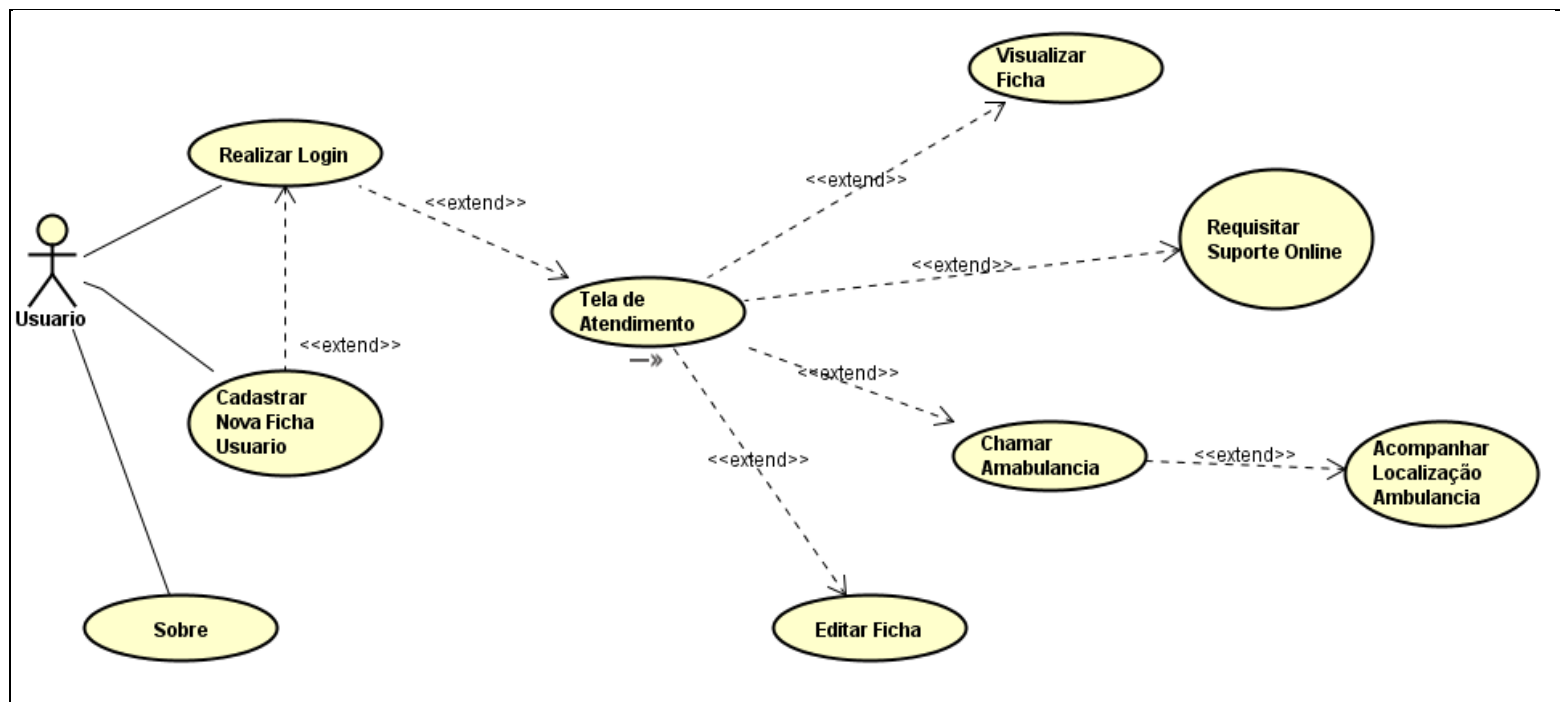 Visualizar
Ficha
Realizar Login
<<extend>>
<<extend>>
Requisitar
Suporte Online
<<extend>>
Usuario
<<extend>>
Tela de
Atendimento
<<extend>>
Cadastrar
Nova Ficha
Usuario
<<extend>>
Chamar
Amabulancia
<<extend>>
Acompanhar
Localização
Ambulancia
Sobre
Editar Ficha